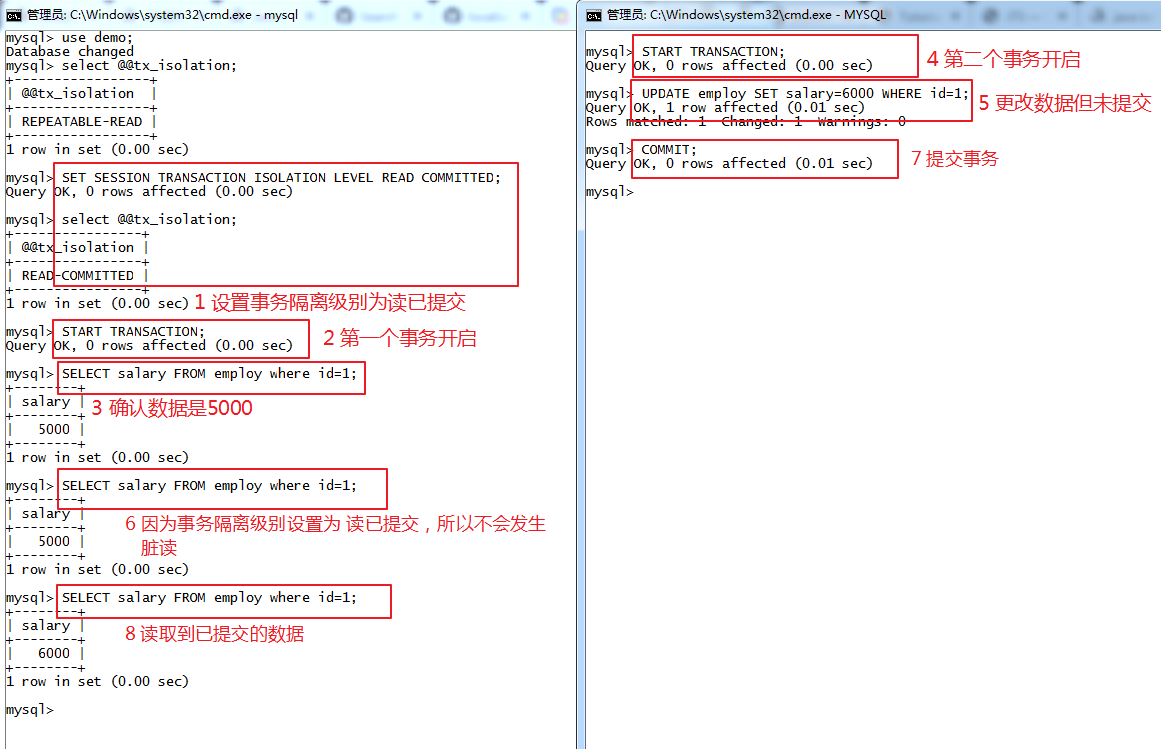 管理员: C:\Windows\system32\cmd.exe - mysql
mysql> use demo;
Database changed
mysql> select @@tx_isolation;
+-----------------+
| @@tx_isolation  |
+-----------------+
| REPEATABLE-READ |
+-----------------+
1 row in set (0.00 sec)
mysql> SET SESSION TRANSACTION ISOLATION LEVEL READ COMMITTED;
Query OK, 0 rows affected (0.00 sec)
mysql> select @@tx_isolation;
+----------------+
| @@tx_isolation |
+----------------+
| READ-COMMITTED |
+----------------+
1 row in set (0.00 sec) 1 设置事务隔离级别为读已提交
mysql> START TRANSACTION;
Query OK, 0 rows affected (0.00 sec)
2 第一个事务开启
mysql> SELECT salary FROM employ where id=1;
+--------+
| salary |
3 确认数据是5000
+--------+
|   5000 |
+--------+
1 row in set (0.00 sec)
mysql> SELECT salary FROM employ where id=1;
+--------+
| salary |
+--------+
|   5000 |
+--------+
6 因为事务隔离级别设置为 读已提交，所以不会发生
脏读
1 row in set (0.00 sec)
mysql> SELECT salary FROM employ where id=1;
+--------+
| salary |
+--------+
|   6000 |
+--------+
8 读取到已提交的数据
1 row in set (0.00 sec)
mysql>
管理员: C:\Windows\system32\cmd.exe - MYSQL
mysql> START TRANSACTION;
Query OK, 0 rows affected (0.00 sec)
4 第二个事务开启
mysql> UPDATE employ SET salary=6000 WHERE id=1;
Query OK, 1 row affected (0.01 sec)
Rows matched: 1  Changed: 1  Warnings: 0
5 更改数据但未提交
mysql> COMMIT;
Query OK, 0 rows affected (0.01 sec)
7 提交事务
mysql>